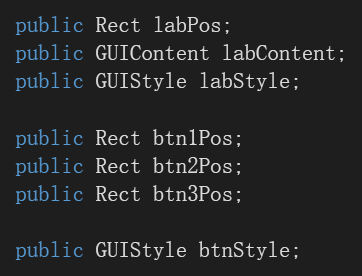 public Rect labPos;
public GUIContent labContent;
public GUIStyle labStyle;
public Rect btn1Pos;
public Rect btn2Pos;
public Rect btn3Pos;
public GUIStyle btnStyle;